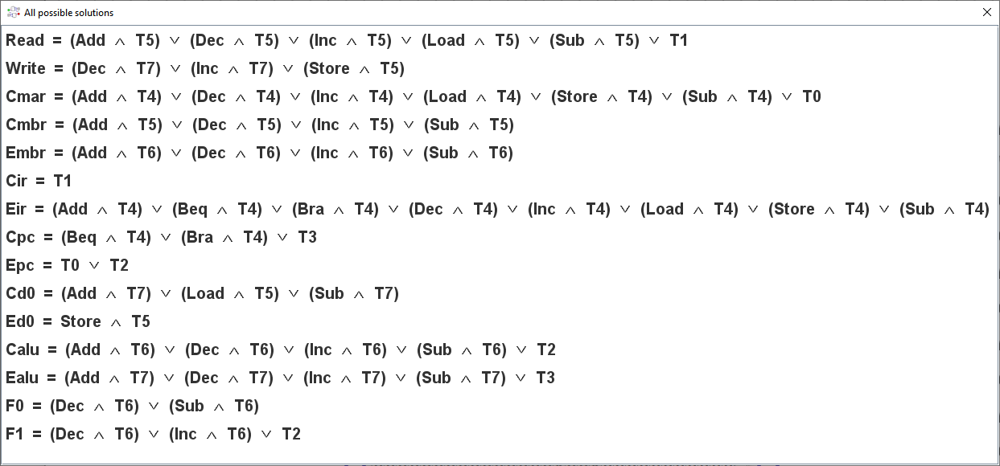 All possible solutions
Read = (Add ∧ T5) ∨ (Dec ∧ T5) ∨ (Inc ∧ T5) ∨ (Load ∧ T5) ∨ (Sub ∧ T5) ∨ T1
Write = (Dec ∧ T7) ∨ (Inc ∧ T7) ∨ (Store ∧ T5)
Cmar = (Add ∧ T4) ∨ (Dec ∧ T4) ∨ (Inc ∧ T4) ∨ (Load ∧ T4) ∨ (Store ∧ T4) ∨ (Sub ∧ T4) ∨ T0
Cmbr = (Add ∧ T5) ∨ (Dec ∧ T5) ∨ (Inc ∧ T5) ∨ (Sub ∧ T5)
Embr = (Add ∧ T6) ∨ (Dec ∧ T6) ∨ (Inc ∧ T6) ∨ (Sub ∧ T6)
Cir = T1
Eir = (Add ∧ T4) ∨ (Beq ∧ T4) ∨ (Bra ∧ T4) ∨ (Dec ∧ T4) ∨ (Inc ∧ T4) ∨ (Load ∧ T4) ∨ (Store ∧ T4) ∨ (Sub ∧ T4)
Cpc = (Beq ∧ T4) ∨ (Bra ∧ T4) ∨ T3
Epc = T0 ∨ T2
Cd0 = (Add ∧ T7) ∨ (Load ∧ T5) ∨ (Sub ∧ T7)
Ed0 = Store ∧ T5
Calu = (Add ∧ T6) ∨ (Dec ∧ T6) ∨ (Inc ∧ T6) ∨ (Sub ∧ T6) ∨ T2
Ealu = (Add ∧ T7) ∨ (Dec ∧ T7) ∨ (Inc ∧ T7) ∨ (Sub ∧ T7) ∨ T3
F0 = (Dec ∧ T6) ∨ (Sub ∧ T6)
F1 = (Dec ∧ T6) ∨ (Inc ∧ T6) ∨ T2